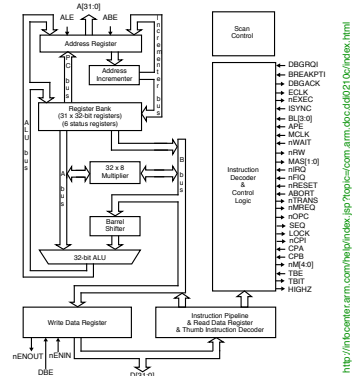 A[31:0]
ALE
ABE
Address Register
Incrementer bus
PC bus
Address
Incrementer
Register Bank
(31 x 32-bit registers)
(6 status registers)
ALU bus
A bus
B bus
32 x 8
Multiplier
Barrel
Shifter
32-bit ALU
Write Data Register
Instruction Pipeline
& Read Data Register
& Thumb Instruction Decoder
nENOUT
nENIN
DBE
D[31:0]
Scan
Control
Instruction
Decoder
&
Control
Logic
DBGRQI
BREAKPTI
DBGACK
ECLK
nEXEC
ISYNC
BL[3:0]
APE
MCLK
nWAIT
nRW
MAS[1:0]
nIRQ
nFIQ
nRESET
ABORT
nTRANS
nMREQ
nOPC
SEQ
LOCK
nCPI
CPA
CPB
nM[4:0]
TBE
TBIT
HIGHZ
http://infocenter.arm.com/help/index.jsp?topic=/com.arm.doc.ddi0210c/index.html